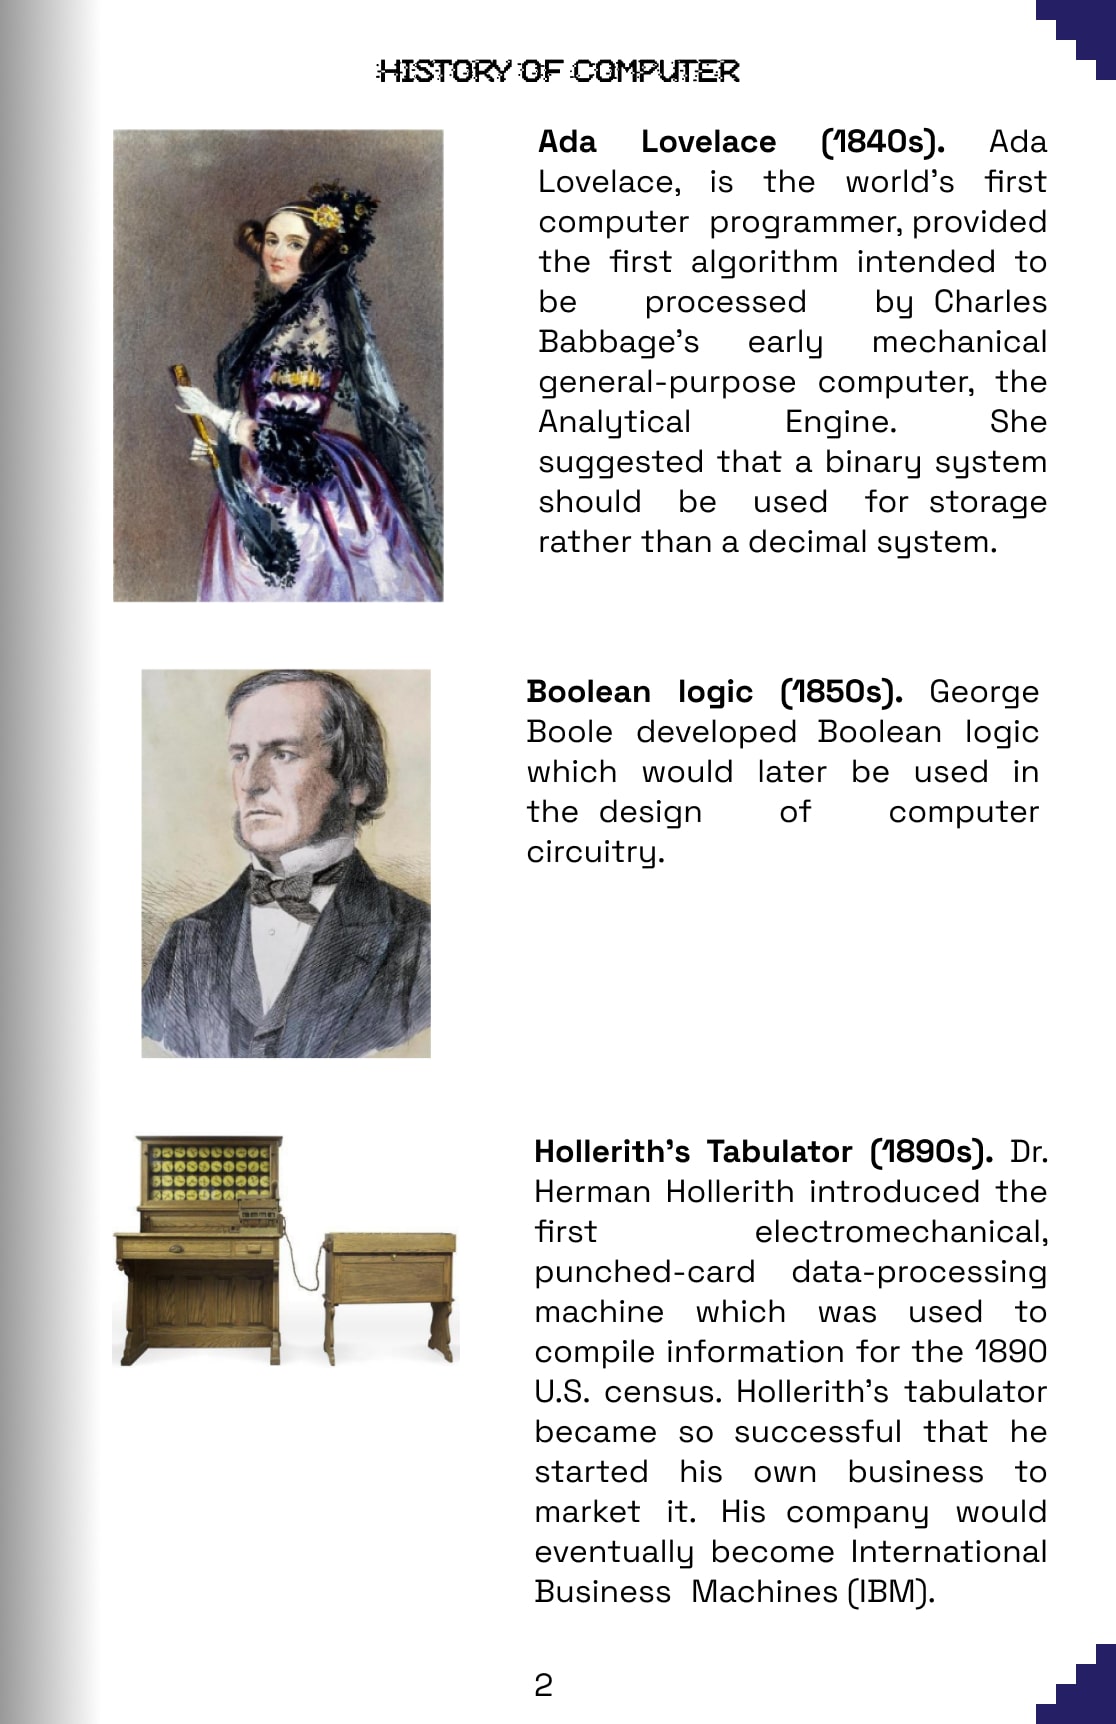 HISTORY OF COMPUTER
Ada Lovelace (1840s). Ada
Lovelace, is the world's first
computer programmer, provided
the first algorithm intended to
be processed by Charles
Babbage's early mechanical
general-purpose computer, the
Analytical Engine. She
suggested that a binary system
should be used for storage
rather than a decimal system.
Boolean logic (1850s). George
Boole developed Boolean logic
which would later be used in
the design of computer
circuitry.
Hollerith's Tabulator (1890s). Dr.
Herman Hollerith introduced the
first electromechanical,
punched-card data-processing
machine which was used to
compile information for the 1890
U.S. census. Hollerith's tabulator
became so successful that he
started his own business to
market it. His company would
eventually become International
Business Machines (IBM).
2